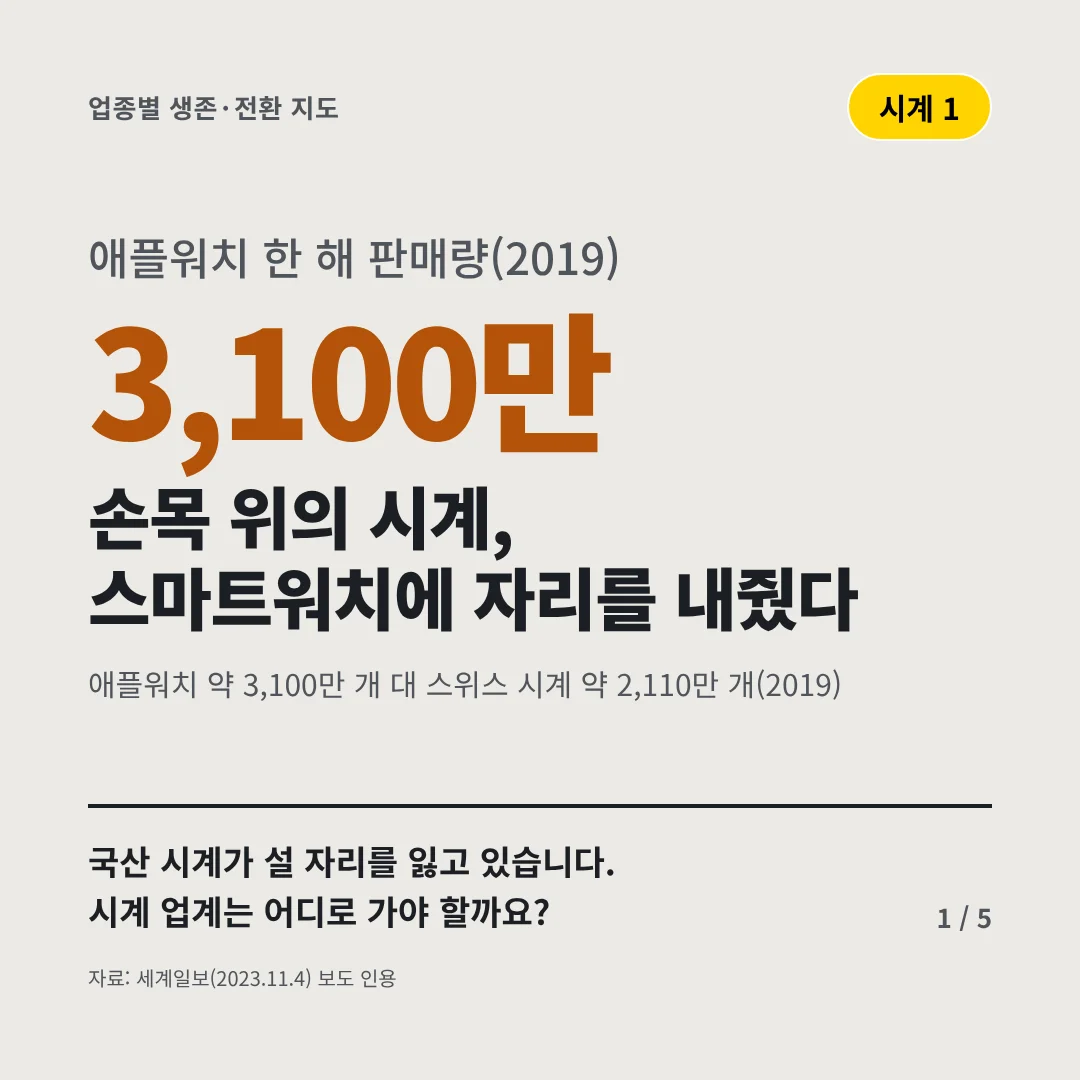 업종별 생존·전환 지도
시계 1
애플워치 한 해 판매량(2019)
3,100만
손목 위의 시계,
스마트워치에 자리를 내줬다
애플워치 약 3,100만 개 대 스위스 시계 약 2,110만 개(2019)
국산 시계가 설 자리를 잃고 있습니다.
시계 업계는 어디로 가야 할까요?
1 / 5
자료: 세계일보(2023.11.4) 보도 인용